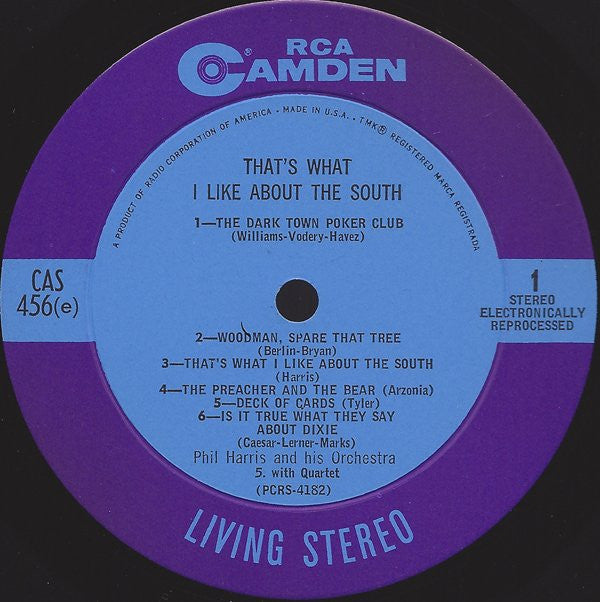 RCA
CAMDEN®
A PRODUCT OF RADIO CORPORATION OF AMERICA • MADE IN U.S.A. • TMK® REGISTERED MARCA REGISTRADA
THAT'S WHAT
I LIKE ABOUT THE SOUTH
1—THE DARK TOWN POKER CLUB
(Williams-Vodery-Havez)
CAS
456(e)
1
STEREO
ELECTRONICALLY
REPROCESSED
2—WOODMAN, SPARE THAT TREE
(Berlin-Bryan)
3—THAT'S WHAT I LIKE ABOUT THE SOUTH
(Harris)
4—THE PREACHER AND THE BEAR (Arzonia)
5—DECK OF CARDS (Tyler)
6—IS IT TRUE WHAT THEY SAY
ABOUT DIXIE
(Caesar-Lerner-Marks)
Phil Harris and his Orchestra
5. with Quartet
(PCRS-4182)
LIVING STEREO